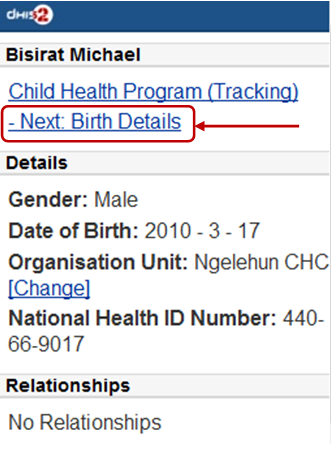 dHIS2
Bisirat Michael
Child Health Program (Tracking)
- Next: Birth Details
Details
Gender: Male
Date of Birth: 2010 - 3 - 17
Organisation Unit: Ngelehun CHC
[Change]
National Health ID Number: 440-
66-9017
Relationships
No Relationships